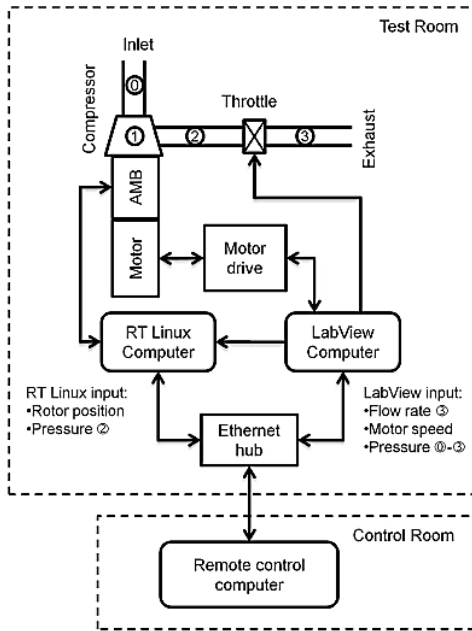 Test Room
Inlet
Compressor
⓪
①
②
Throttle
③
Exhaust
AMB
Motor
Motor
drive
RT Linux
Computer
LabView
Computer
RT Linux input:
•Rotor position
•Pressure ②
Ethernet
hub
LabView input:
•Flow rate ③
•Motor speed
•Pressure ⓪-③
Control Room
Remote control
computer